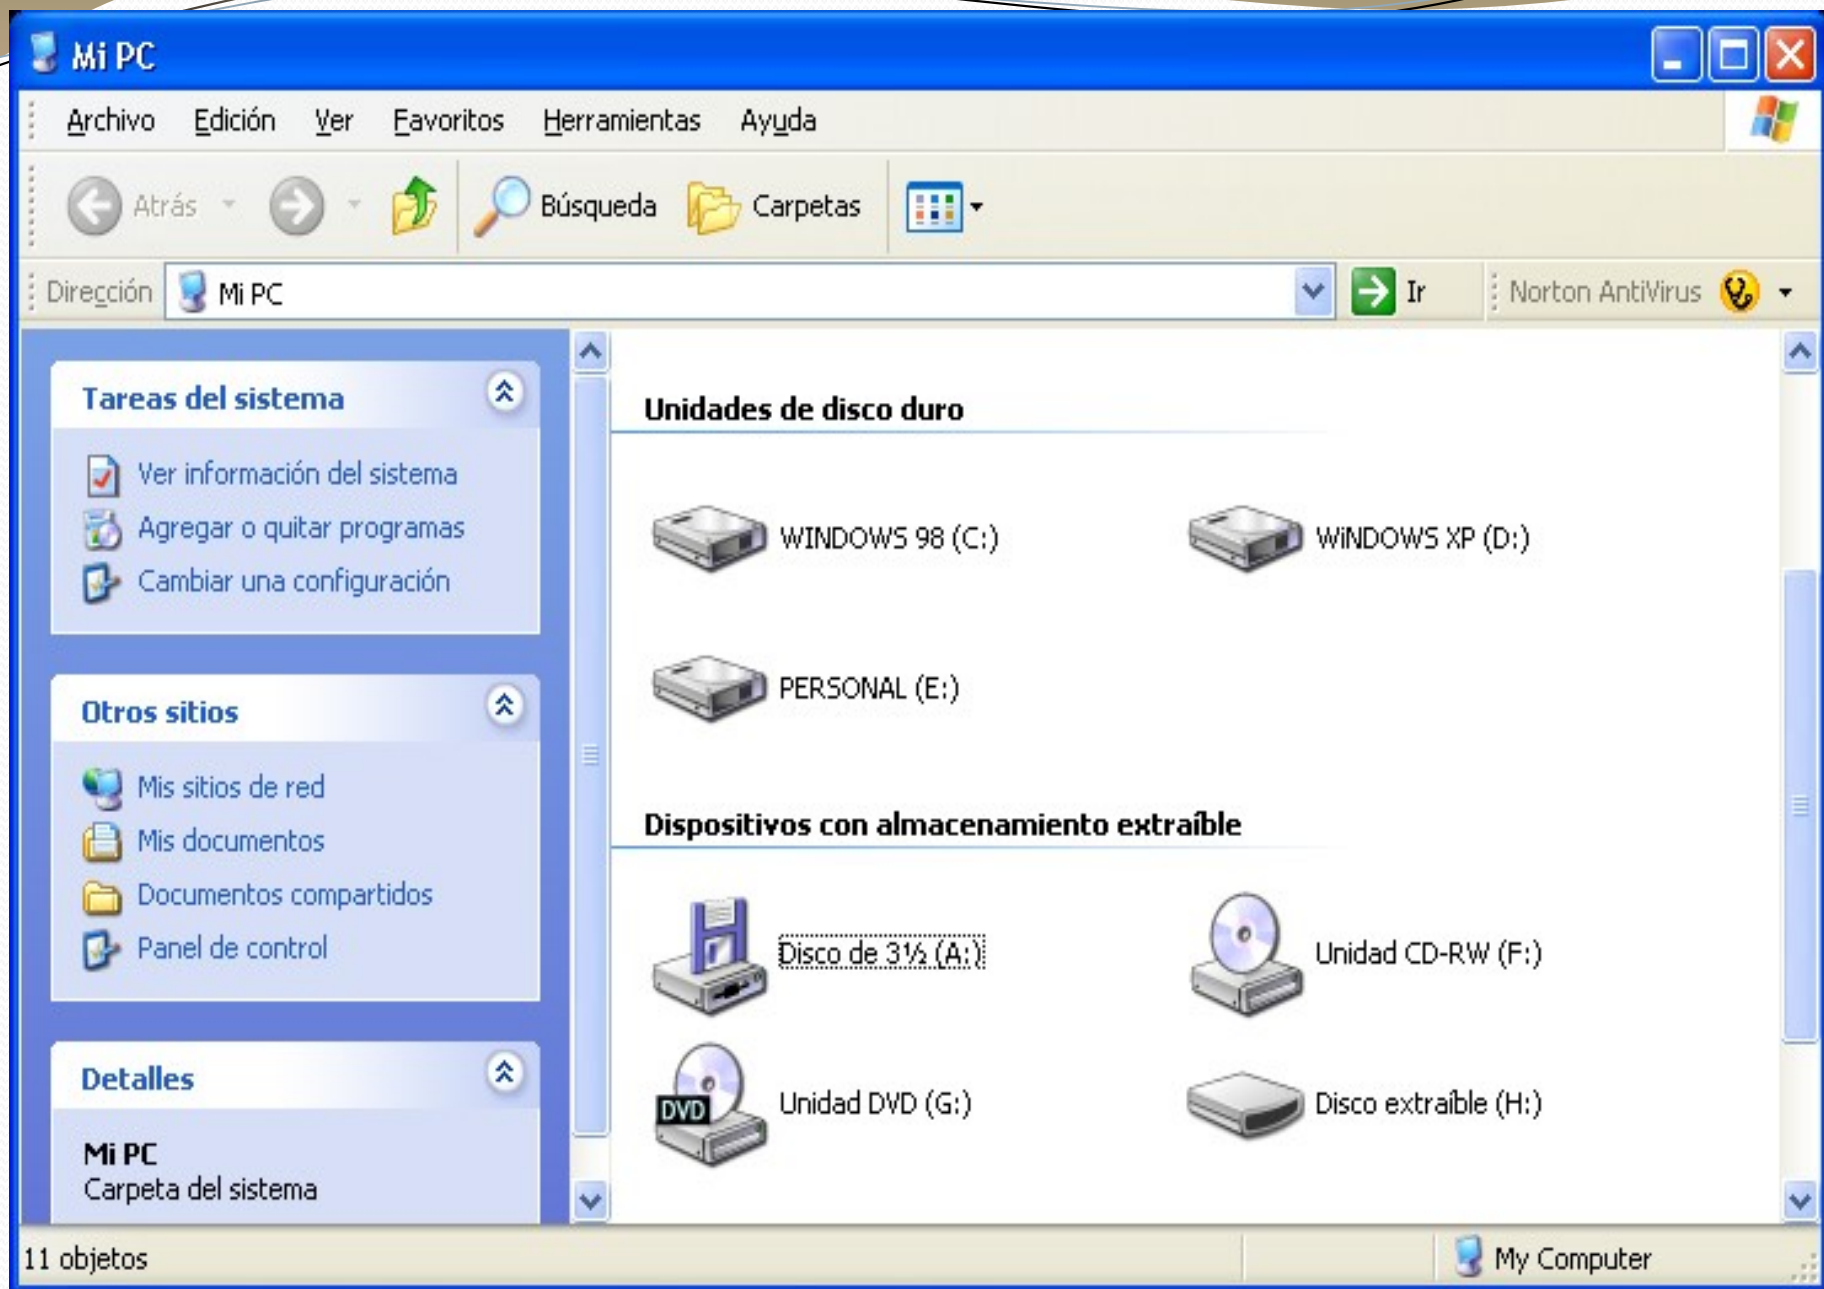 Mi PC
Archivo Edición Ver Favoritos Herramientas Ayuda
Atrás Búsqueda Carpetas
Dirección Mi PC Ir Norton AntiVirus
Tareas del sistema
Ver información del sistema
Agregar o quitar programas
Cambiar una configuración
Otros sitios
Mis sitios de red
Mis documentos
Documentos compartidos
Panel de control
Detalles
Mi PC
Carpeta del sistema
Unidades de disco duro
WINDOWS 98 (C:) WiNDOWS XP (D:)
PERSONAL (E:)
Dispositivos con almacenamiento extraíble
Disco de 3½ (A:) Unidad CD-RW (F:)
DVD Unidad DVD (G:) Disco extraíble (H:)
11 objetos My Computer